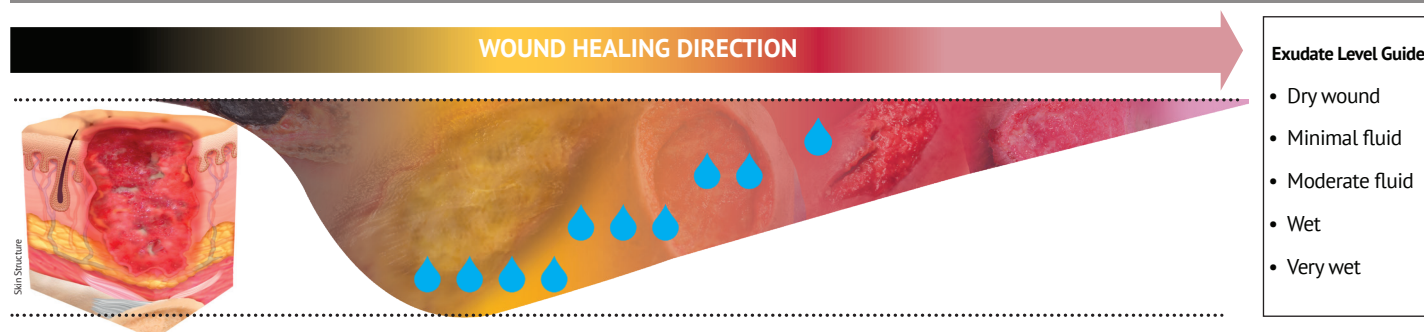 WOUND HEALING DIRECTION
Skin Structure
Exudate Level Guide
• Dry wound
• Minimal fluid
• Moderate fluid
• Wet
• Very wet